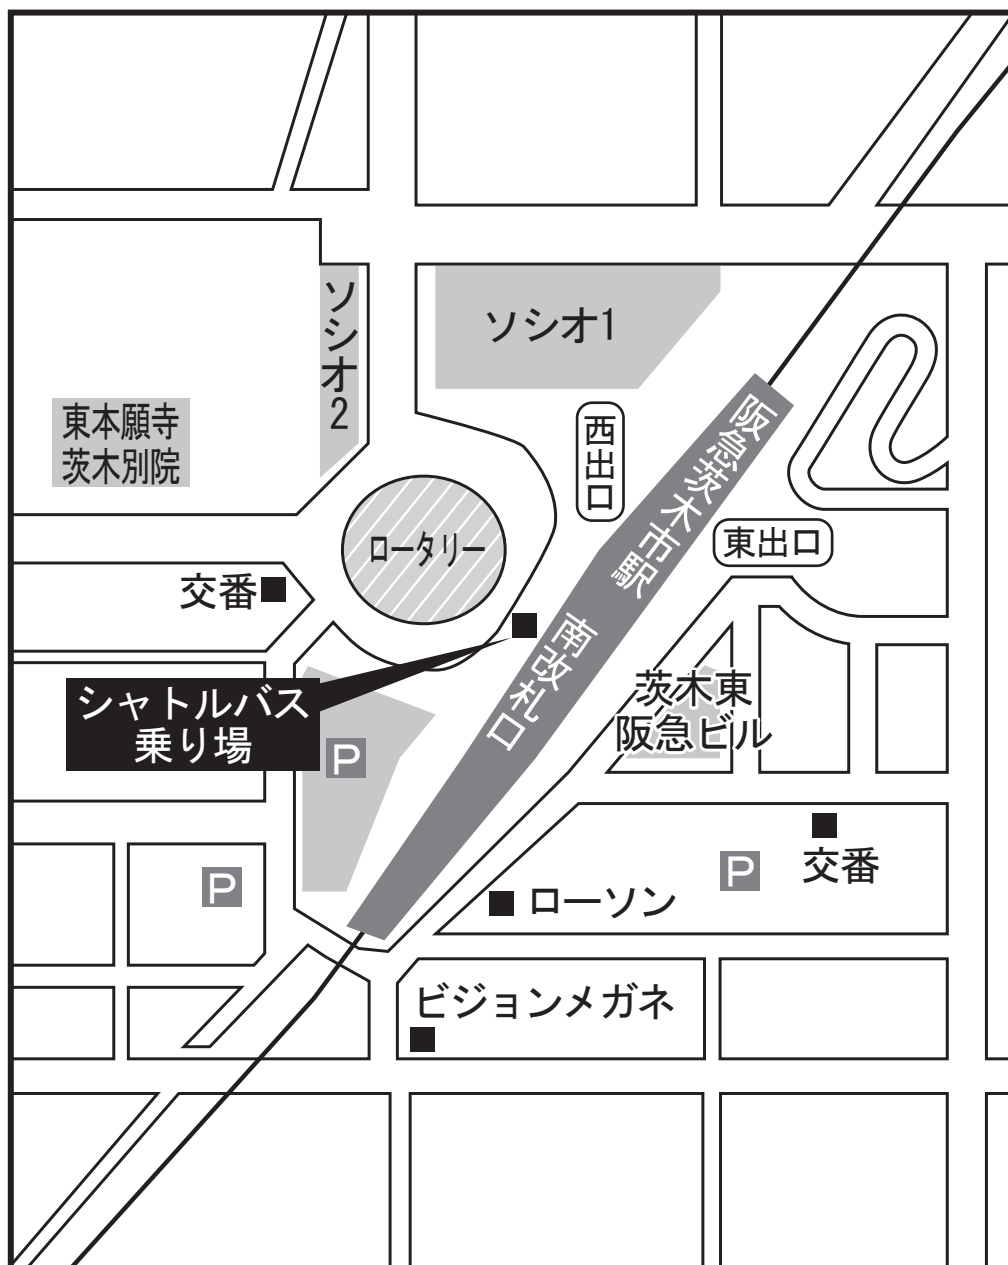 ソシオ1
ソシオ2
東本願寺
茨木別院
西出口
阪急茨木市駅 南改札口
東出口
ロータリー
交番
シャトルバス
乗り場
P
茨木東
阪急ビル
P
P
交番
ローソン
ビジョンメガネ